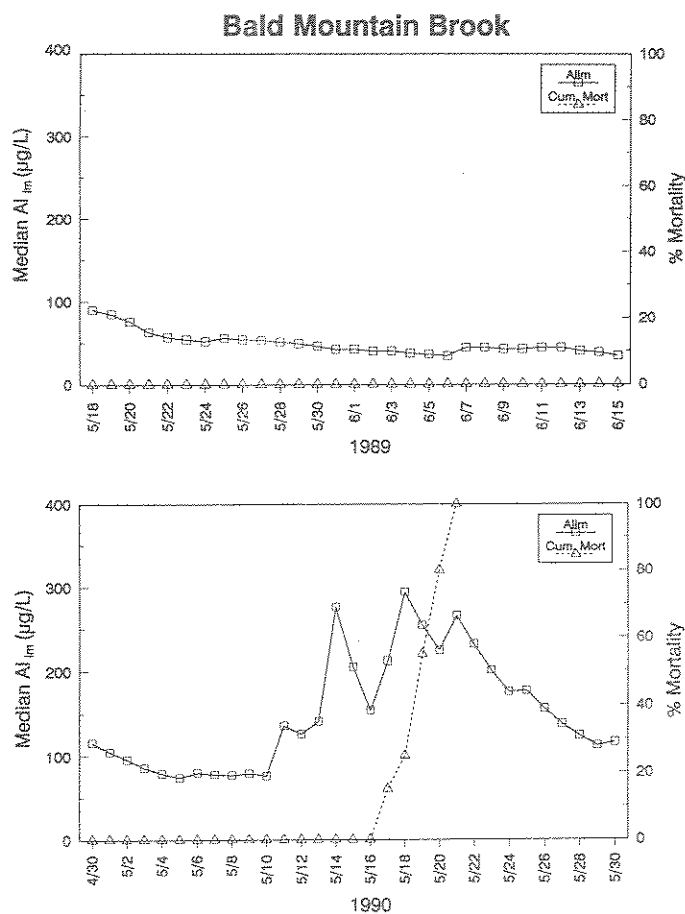 Bald Mountain Brook
400
300
200
100
0
Median Al im (µg/L)
100
80
60
40
20
0
% Mortality
Alim
Cum. Mort
5/18 5/20 5/22 5/24 5/26 5/28 5/30 6/1 6/3 6/5 6/7 6/9 6/11 6/13 6/15
1989
400
300
200
100
0
Median Al im (µg/L)
100
80
60
40
20
0
% Mortality
Alim
Cum. Mort
4/30 5/2 5/4 5/6 5/8 5/10 5/12 5/14 5/16 5/18 5/20 5/22 5/24 5/26 5/28 5/30
1990